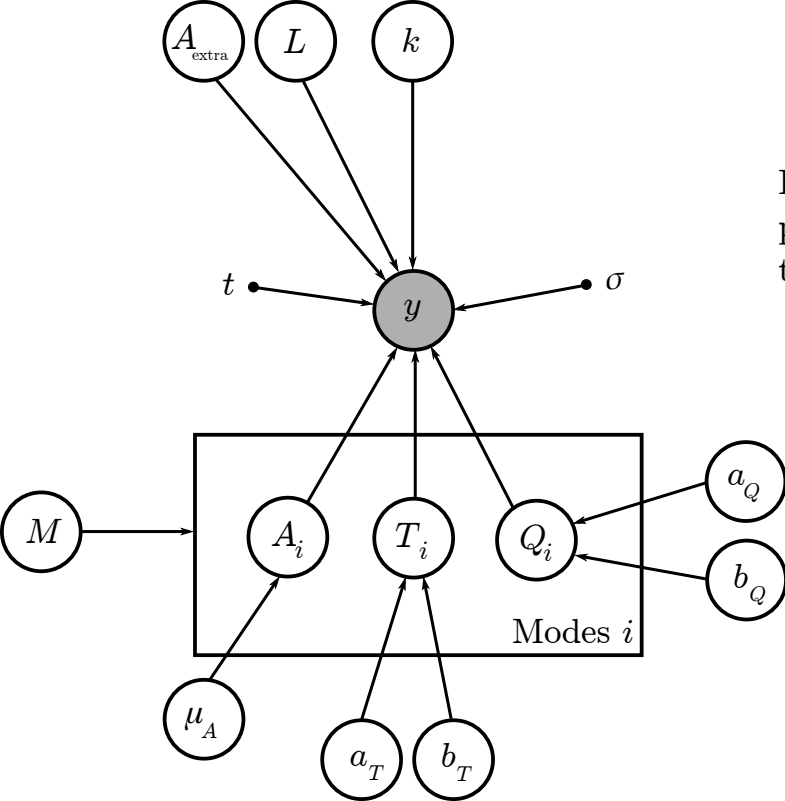 A_extra
L
k
t
σ
y
M
A_i
T_i
Q_i
a_Q
b_Q
Modes i
μ_A
a_T
b_T